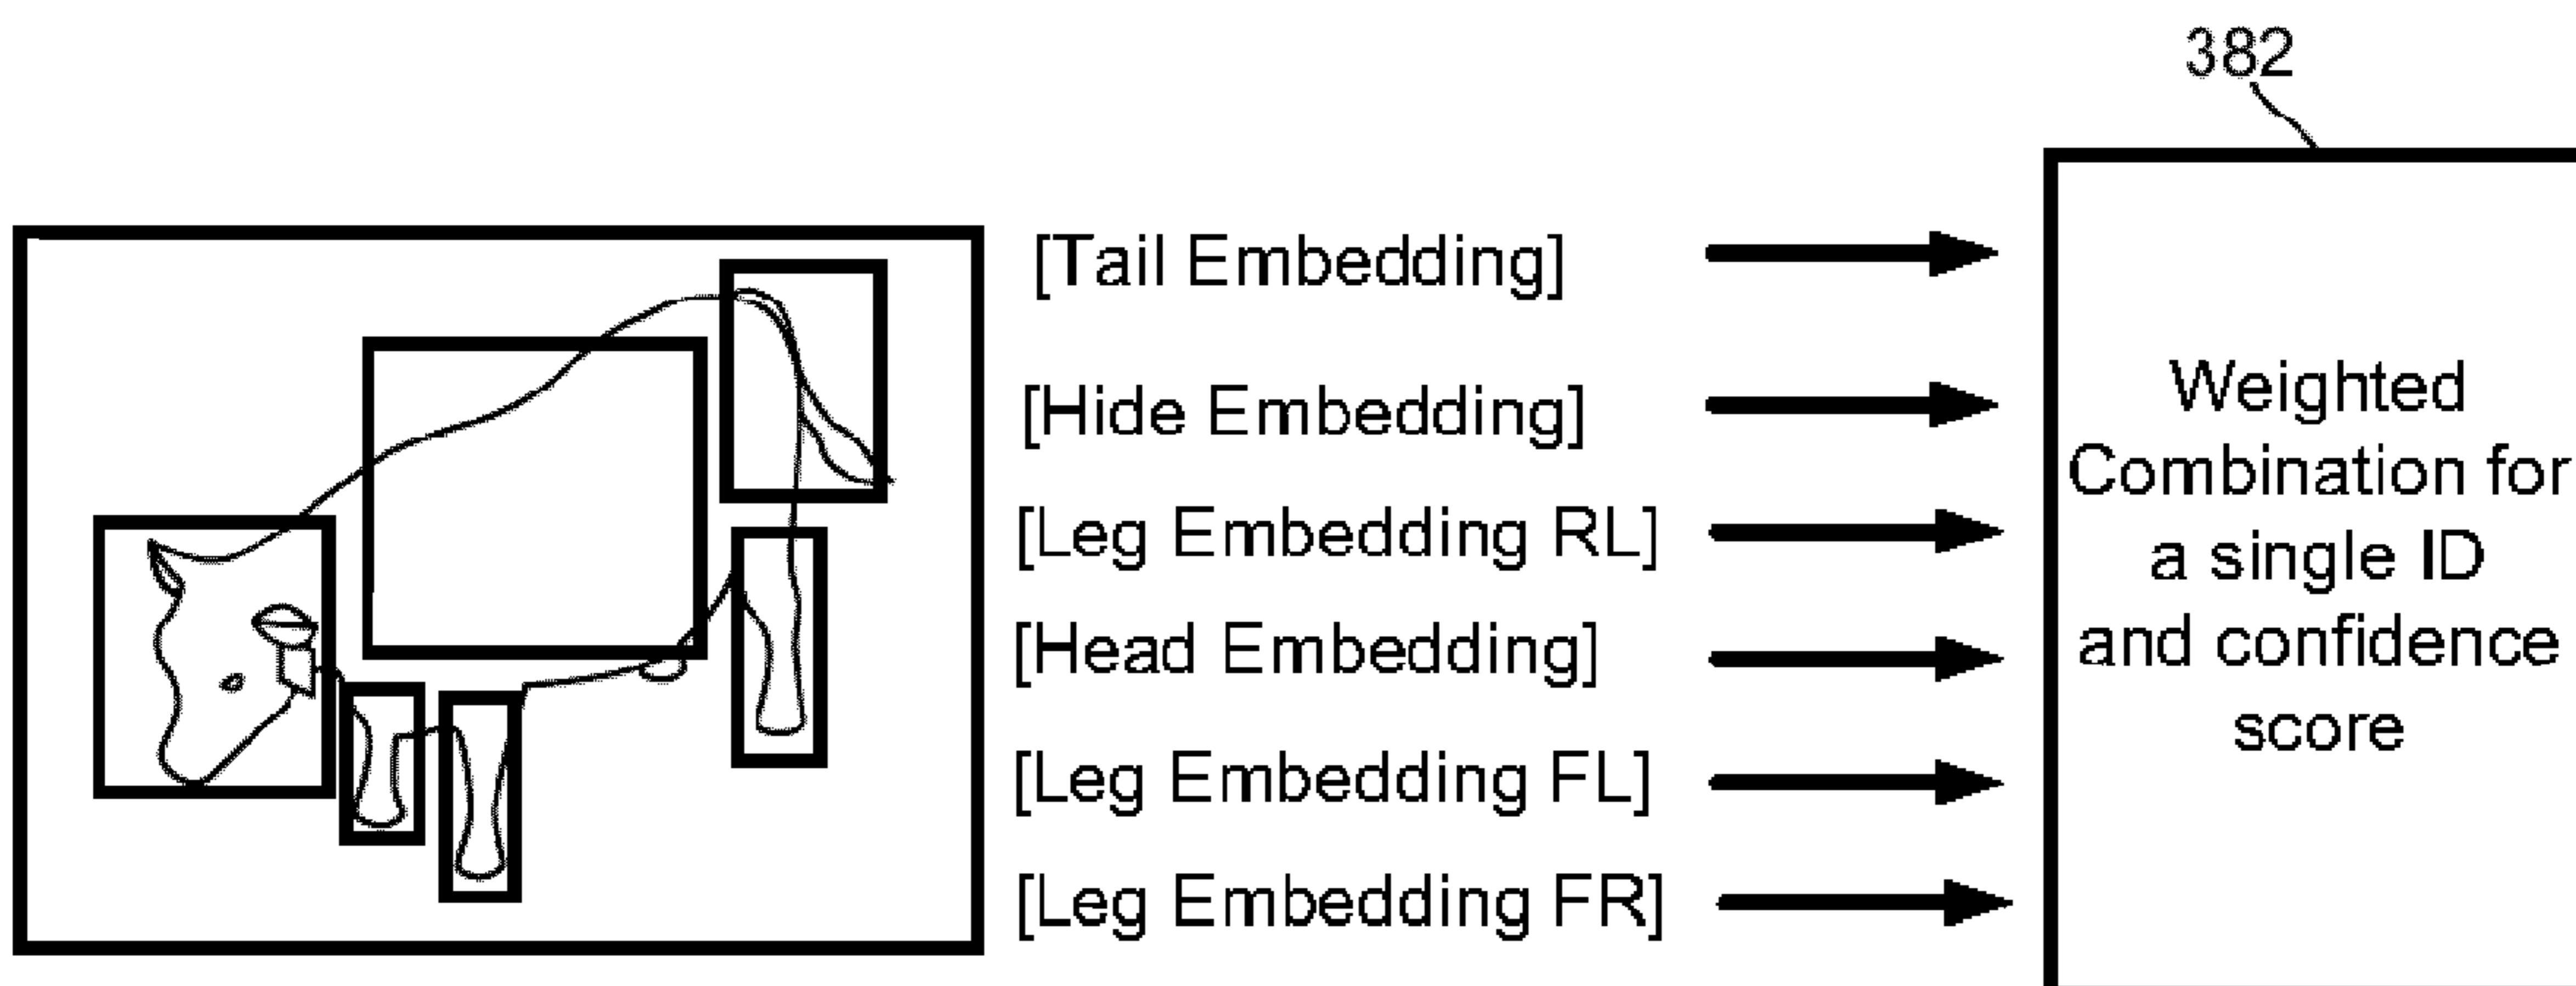 382
[Tail Embedding]
[Hide Embedding]
[Leg Embedding RL]
[Head Embedding]
[Leg Embedding FL]
[Leg Embedding FR]
Weighted
Combination for
a single ID
and confidence
score